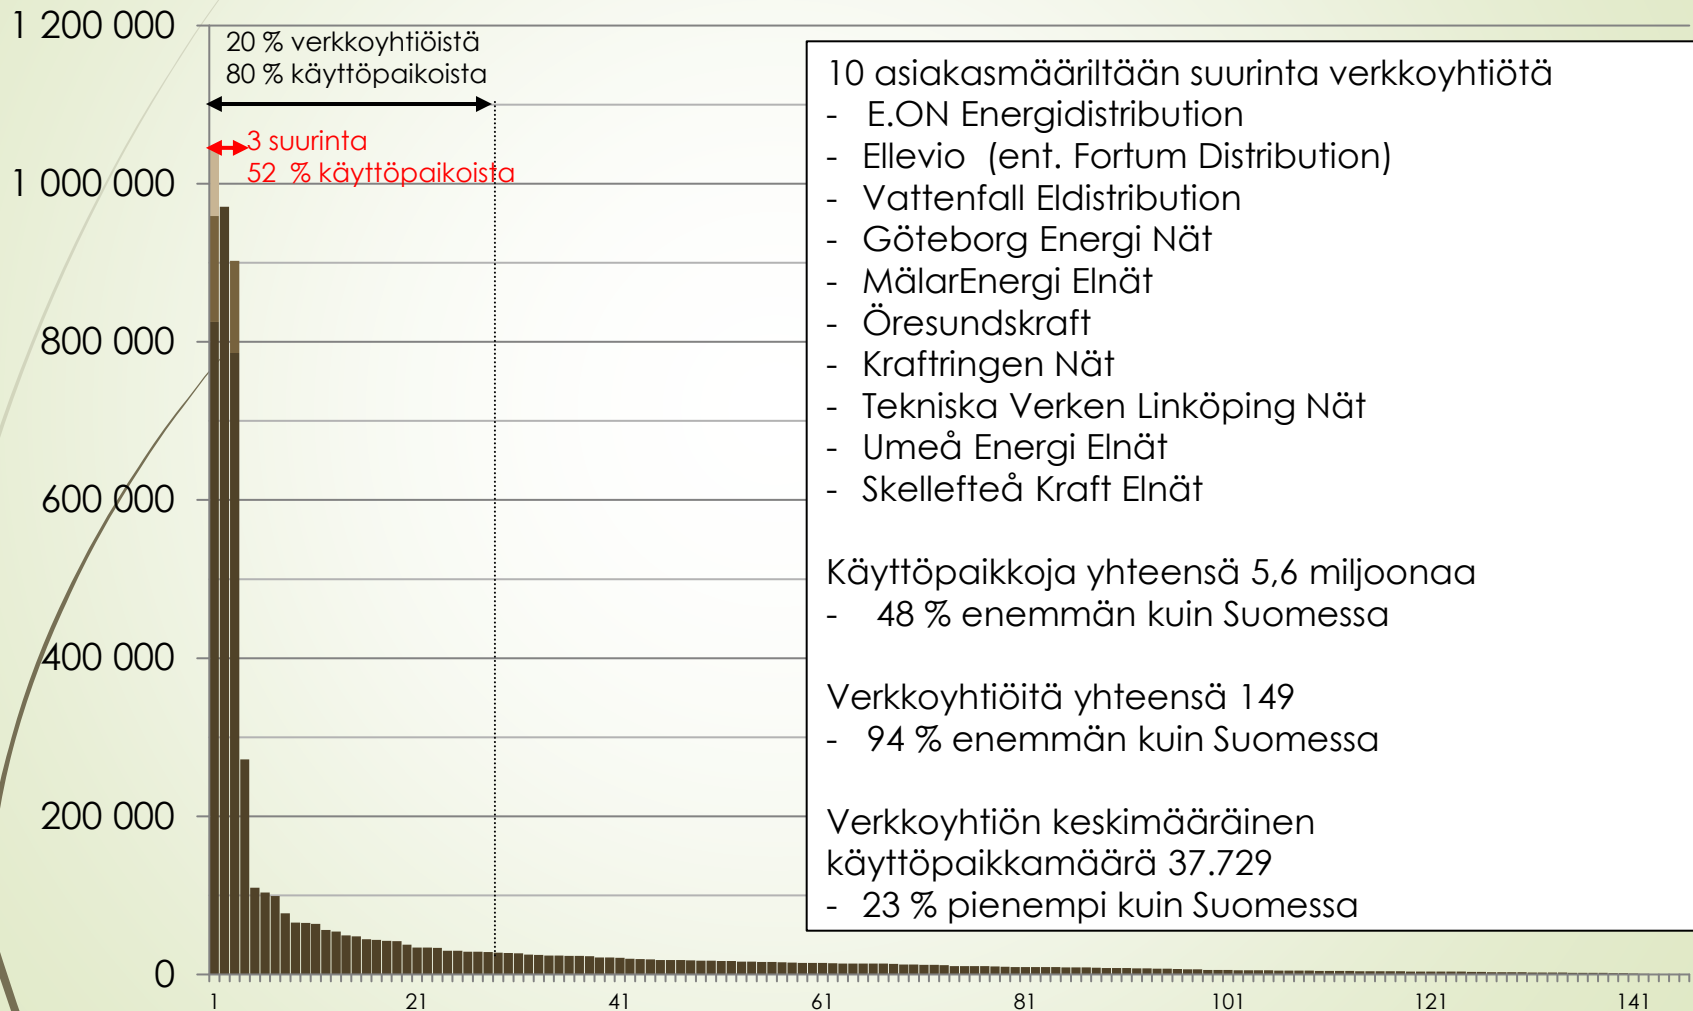 1 200 000
1 000 000
800 000
600 000
400 000
200 000
0
20 % verkkoyhtiöistä
80 % käyttöpaikoista
3 suurinta
52 % käyttöpaikoista
10 asiakasmääriltään suurinta verkkoyhtiötä
- E.ON Energidistribution
- Ellevio (ent. Fortum Distribution)
- Vattenfall Eldistribution
- Göteborg Energi Nät
- MälarEnergi Elnät
- Öresundskraft
- Kraftringen Nät
- Tekniska Verken Linköping Nät
- Umeå Energi Elnät
- Skellefteå Kraft Elnät
Käyttöpaikkoja yhteensä 5,6 miljoonaa
- 48 % enemmän kuin Suomessa
Verkkoyhtiöitä yhteensä 149
- 94 % enemmän kuin Suomessa
Verkkoyhtiön keskimääräinen
käyttöpaikkamäärä 37.729
- 23 % pienempi kuin Suomessa
1 21 41 61 81 101 121 141